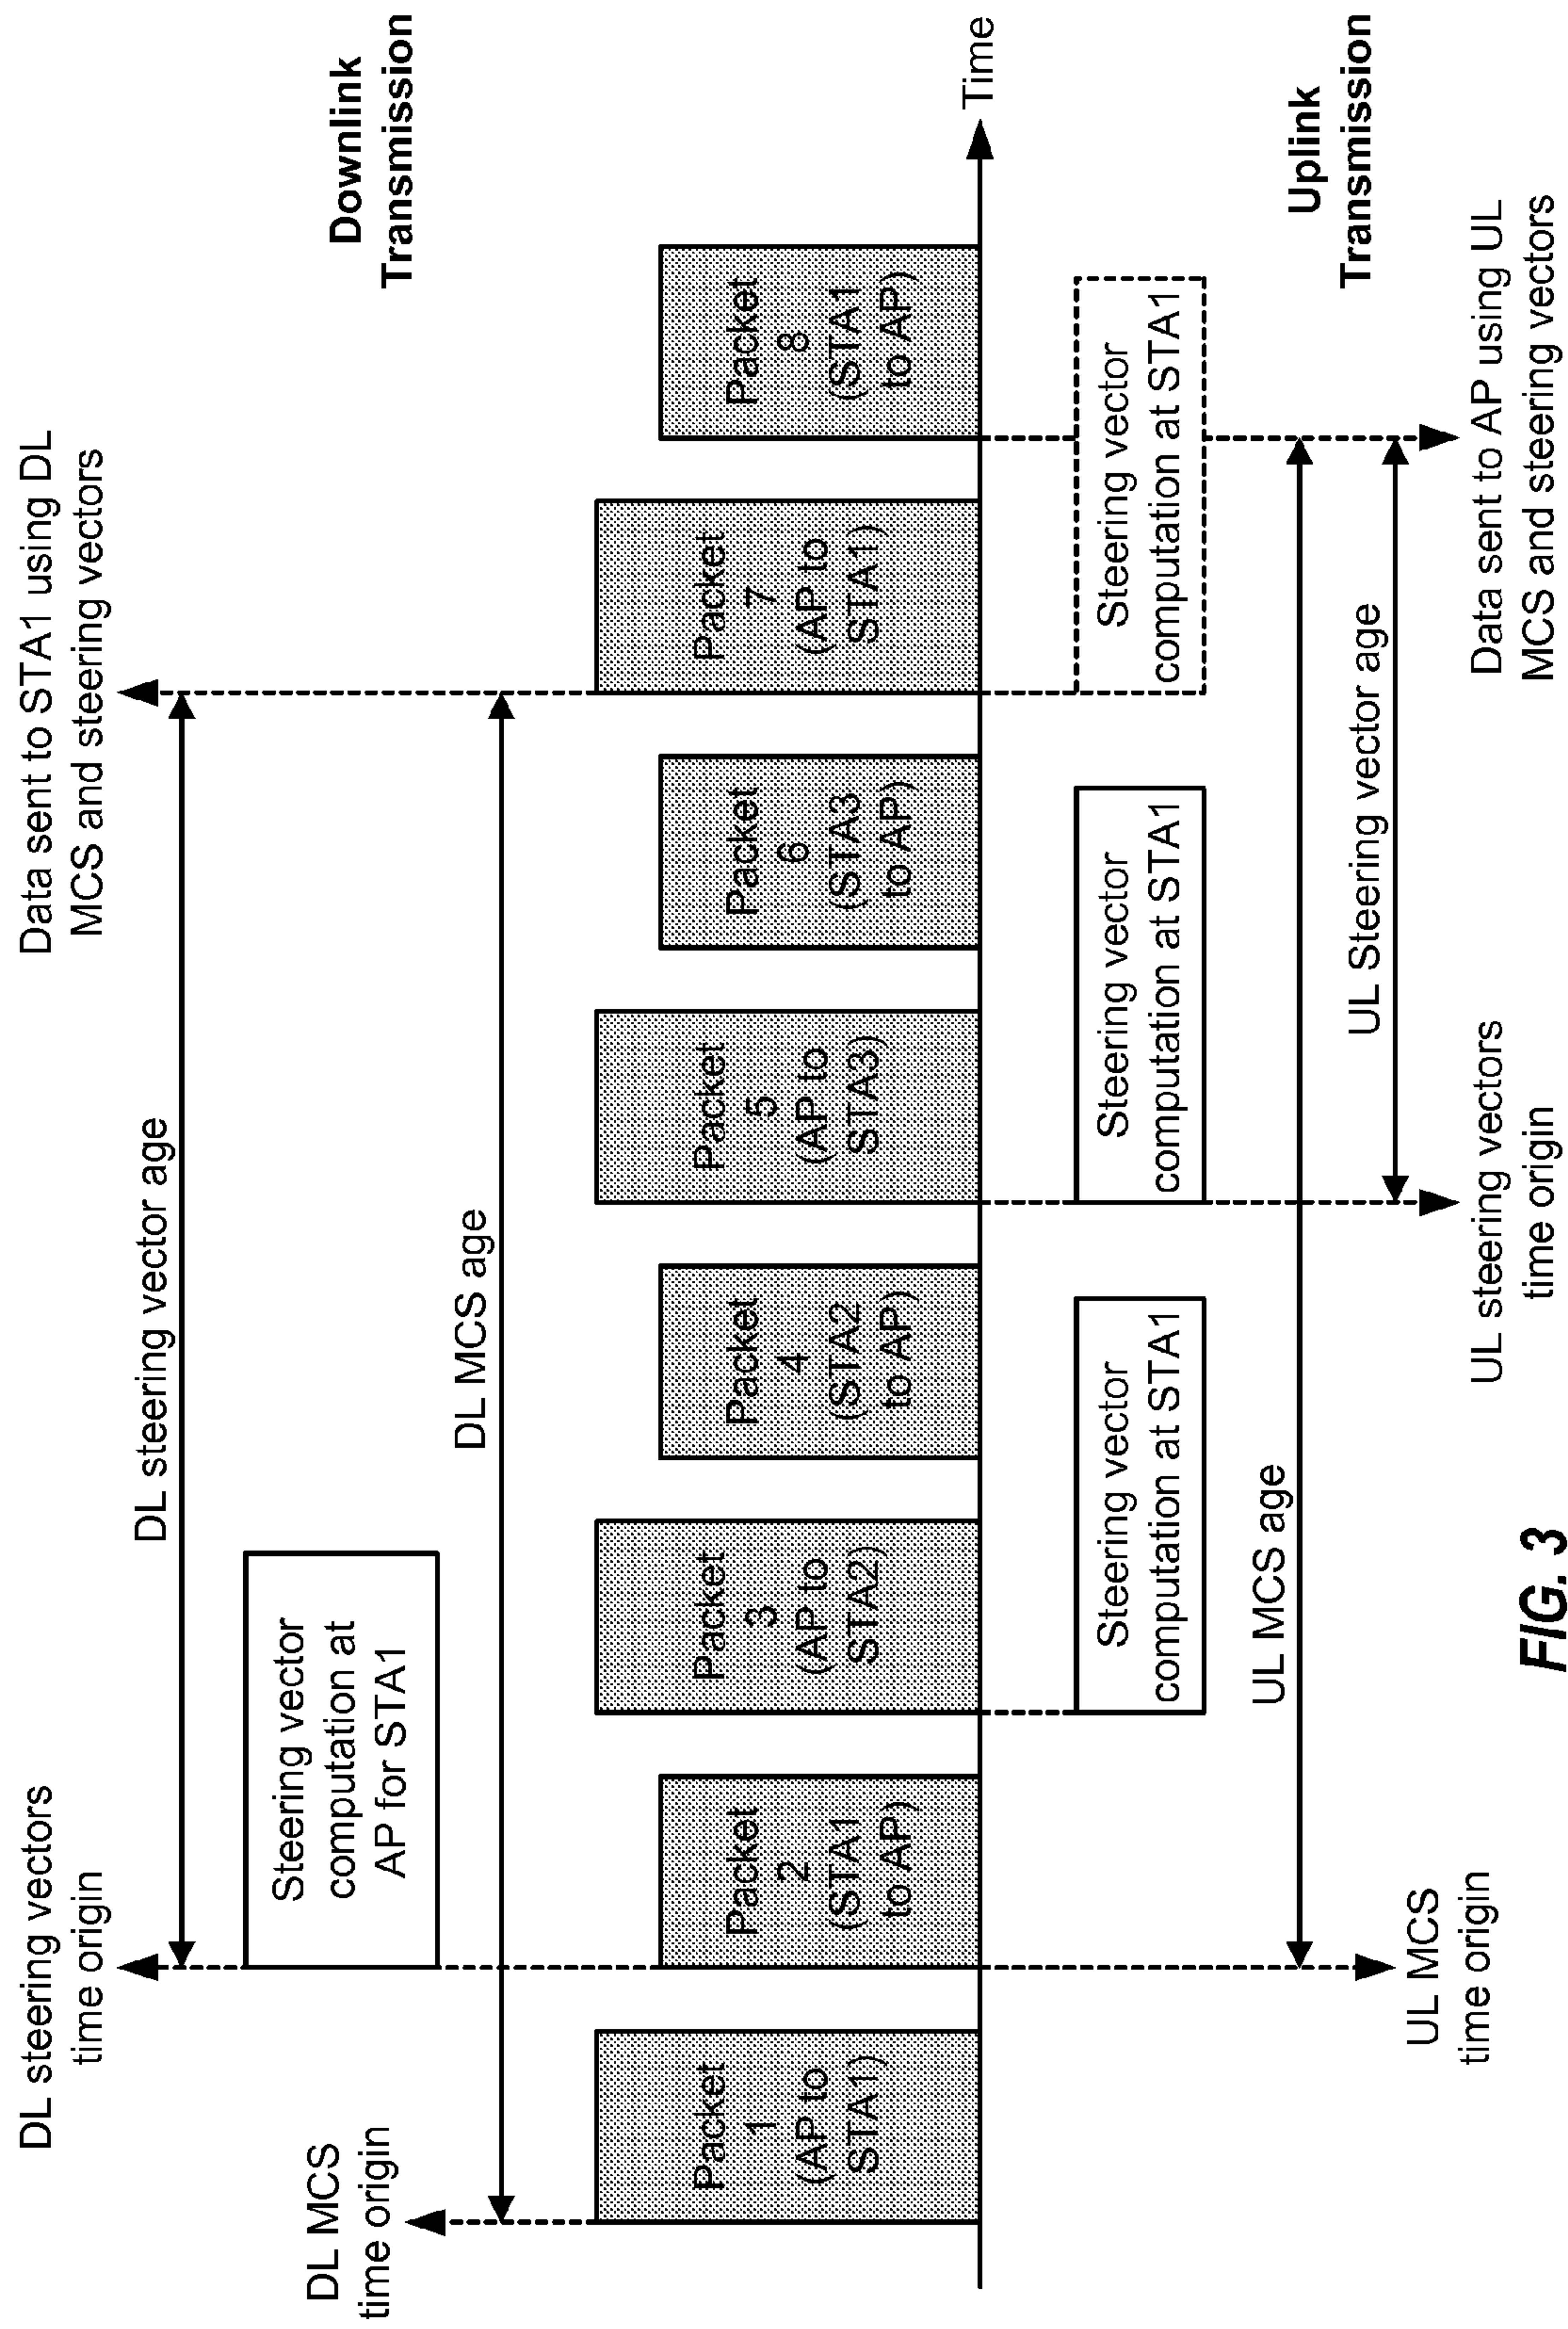 Downlink
Transmission
DL steering vectors
time origin
Data sent to STA1 using DL
MCS and steering vectors
DL steering vector age
DL MCS
time origin
Steering vector
computation at
AP for STA1
DL MCS age
Packet
1
(AP to
STA1)
Packet
2
(STA1
to AP)
Packet
3
(AP to
STA2)
Packet
4
(STA2
to AP)
Packet
5
(AP to
STA3)
Packet
6
(STA3
to AP)
Packet
7
(AP to
STA1)
Packet
8
(STA1
to AP)
Time
Steering vector
computation at STA1
Steering vector
computation at STA1
Steering vector
computation at STA1
UL MCS age
Uplink
Transmission
UL Steering vector age
UL MCS
time origin
UL steering vectors
time origin
Data sent to AP using UL
MCS and steering vectors
FIG. 3